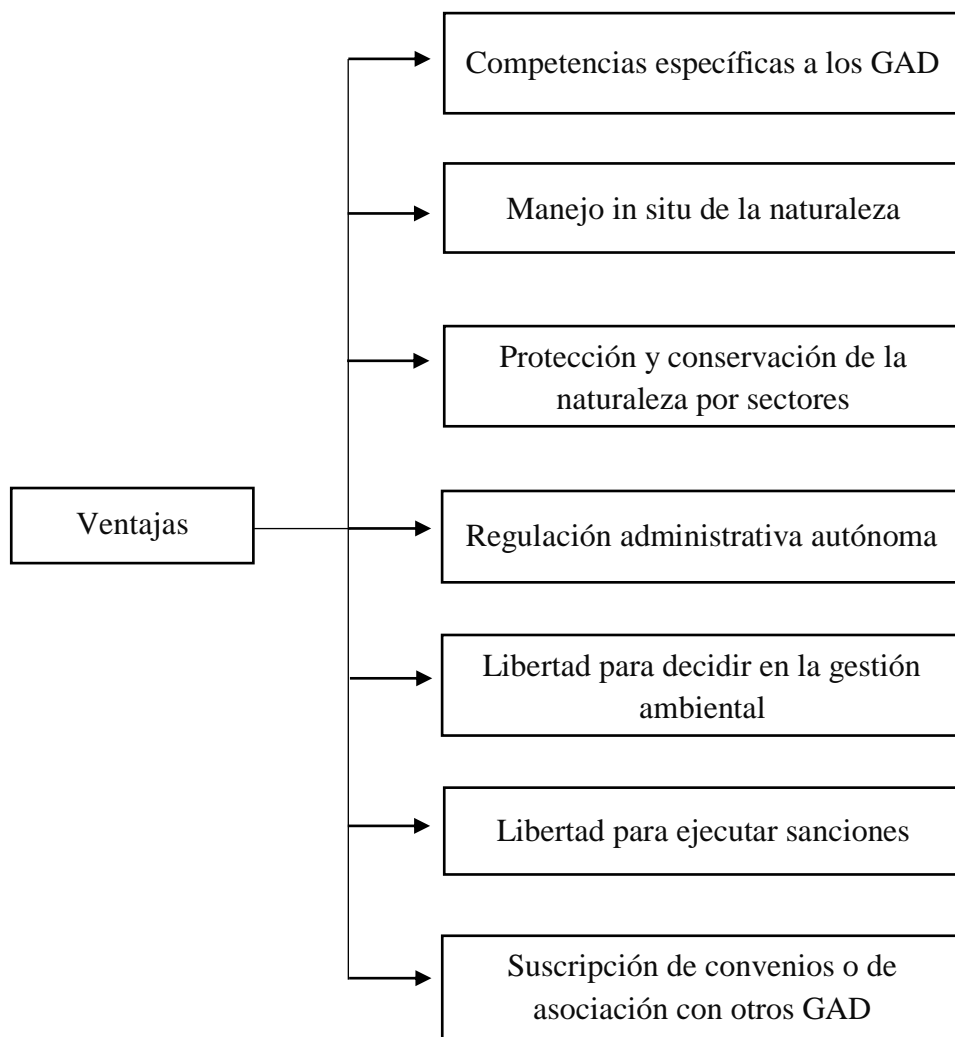 Competencias específicas a los GAD
Manejo in situ de la naturaleza
Protección y conservación de la
naturaleza por sectores
Ventajas
Regulación administrativa autónoma
Libertad para decidir en la gestión
ambiental
Libertad para ejecutar sanciones
Suscripción de convenios o de
asociación con otros GAD